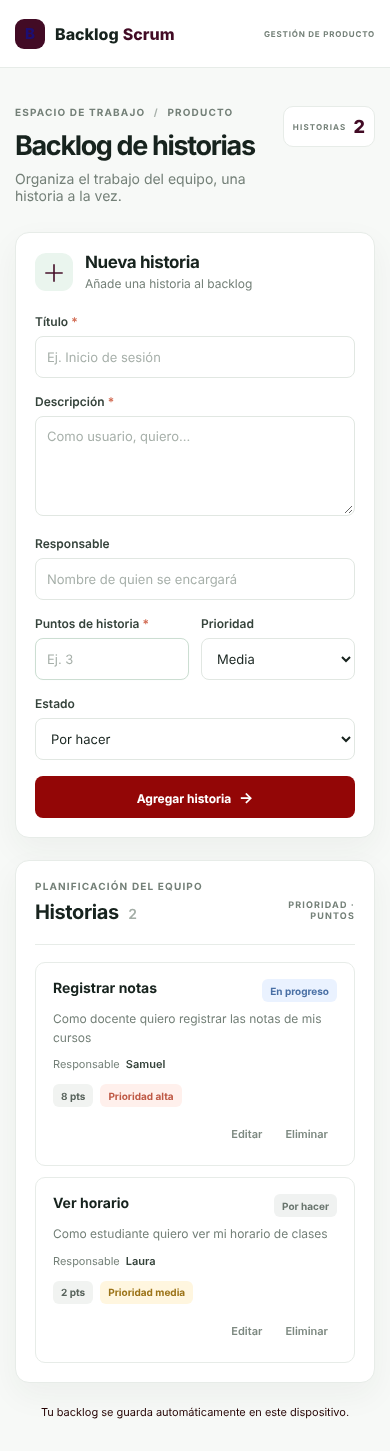 Backlog Scrum
GESTIÓN DE PRODUCTO
ESPACIO DE TRABAJO / PRODUCTO
Backlog de historias
HISTORIAS 2
Organiza el trabajo del equipo, una
historia a la vez.
Nueva historia
Añade una historia al backlog
Título *
Ej. Inicio de sesión
Descripción *
Como usuario, quiero...
Responsable
Nombre de quien se encargará
Puntos de historia * Prioridad
Ej. 3 Media
Estado
Por hacer
Agregar historia →
PLANIFICACIÓN DEL EQUIPO
Historias 2
PRIORIDAD ·
PUNTOS
Registrar notas En progreso
Como docente quiero registrar las notas de mis
cursos
Responsable Samuel
8 pts Prioridad alta
Editar Eliminar
Ver horario Por hacer
Como estudiante quiero ver mi horario de clases
Responsable Laura
2 pts Prioridad media
Editar Eliminar
Tu backlog se guarda automáticamente en este dispositivo.